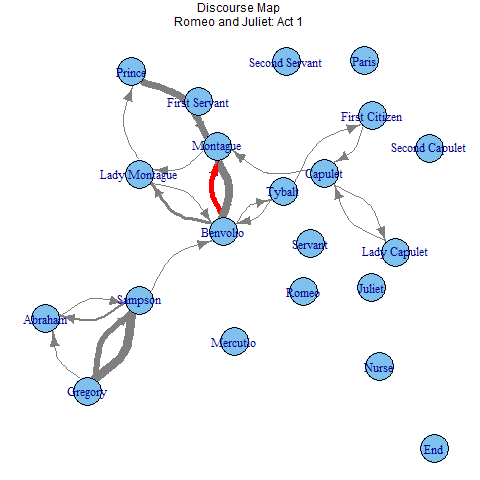 Discourse Map
Romeo and Juliet: Act 1
Second Servant
Paris
Prince
First Servant
First Citizen
Montague
Second Capulet
Lady Montague
Capulet
Tybalt
Benvolio
Servant
Lady Capulet
Romeo
Juliet
Sampson
Abraham
Mercutio
Nurse
Gregory
End